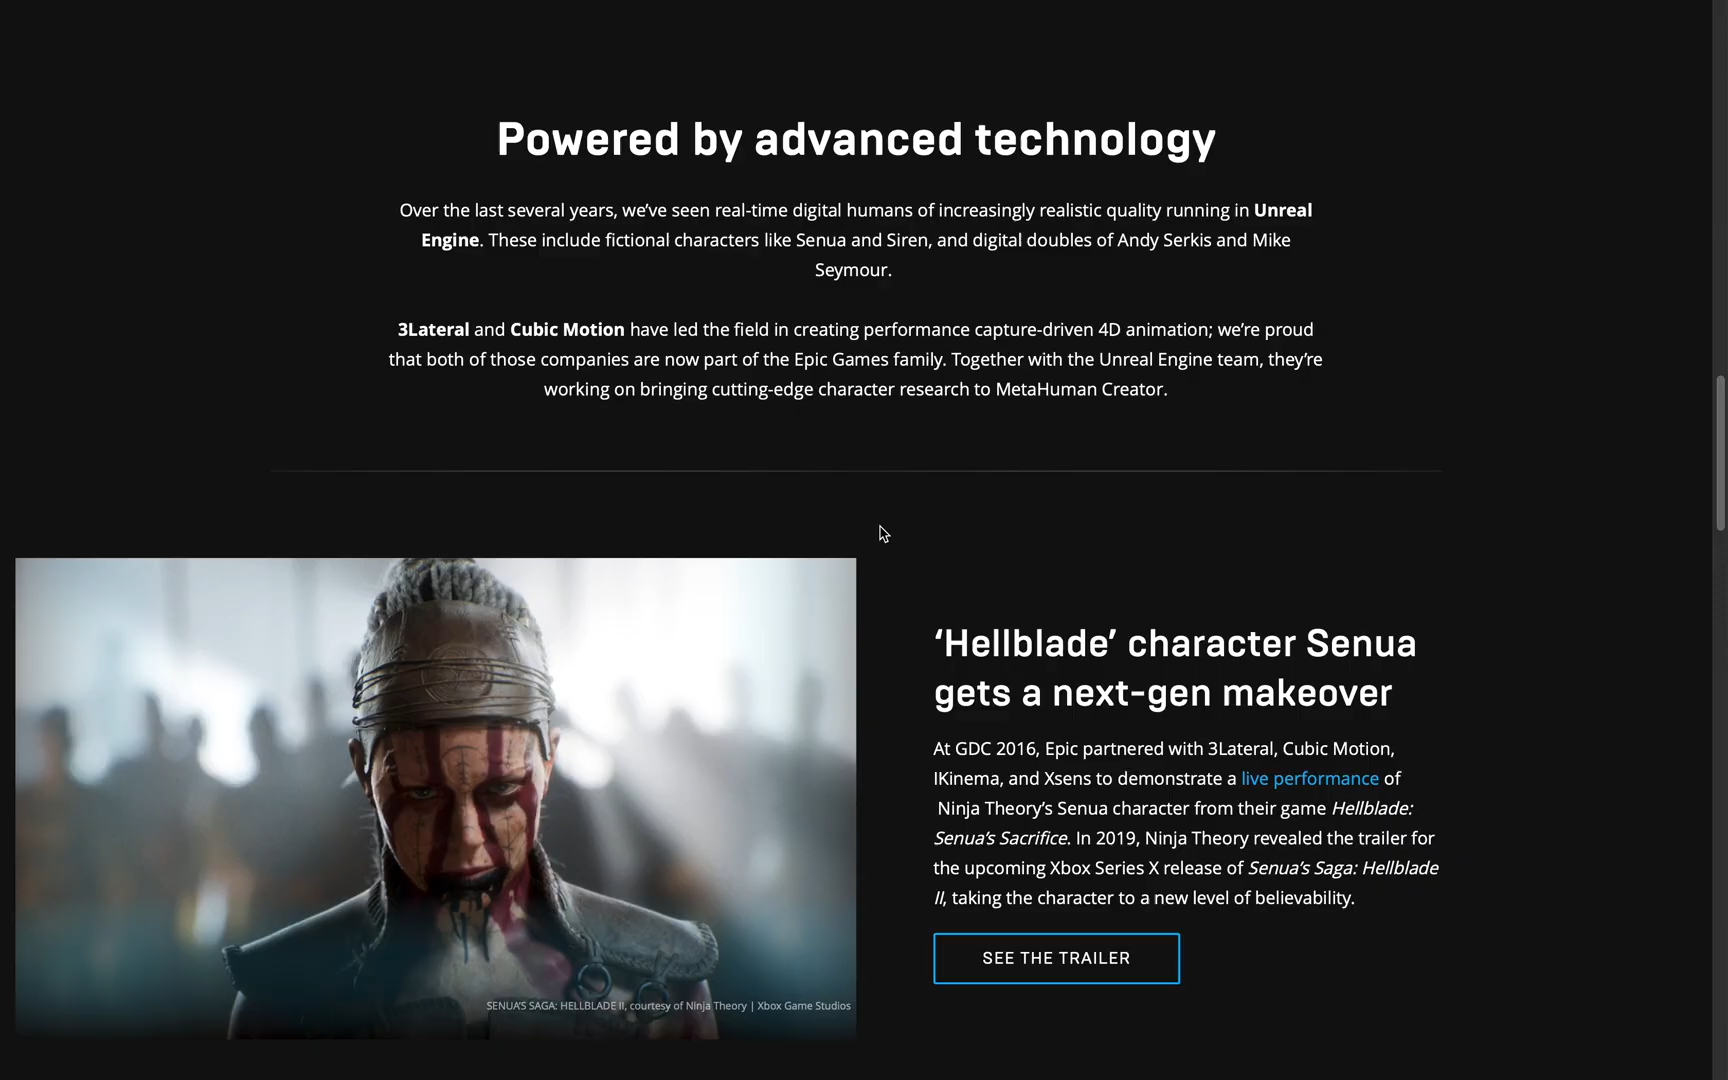 Powered by advanced technology
Over the last several years, we’ve seen real-time digital humans of increasingly realistic quality running in Unreal
Engine. These include fictional characters like Senua and Siren, and digital doubles of Andy Serkis and Mike
Seymour.
3Lateral and Cubic Motion have led the field in creating performance capture-driven 4D animation; we’re proud
that both of those companies are now part of the Epic Games family. Together with the Unreal Engine team, they’re
working on bringing cutting-edge character research to MetaHuman Creator.
‘Hellblade’ character Senua
gets a next-gen makeover
At GDC 2016, Epic partnered with 3Lateral, Cubic Motion,
IKinema, and Xsens to demonstrate a live performance of
Ninja Theory’s Senua character from their game Hellblade:
Senua’s Sacrifice. In 2019, Ninja Theory revealed the trailer for
the upcoming Xbox Series X release of Senua’s Saga: Hellblade
II, taking the character to a new level of believability.
SEE THE TRAILER
SENUA’S SAGA: HELLBLADE II, courtesy of Ninja Theory | Xbox Game Studios